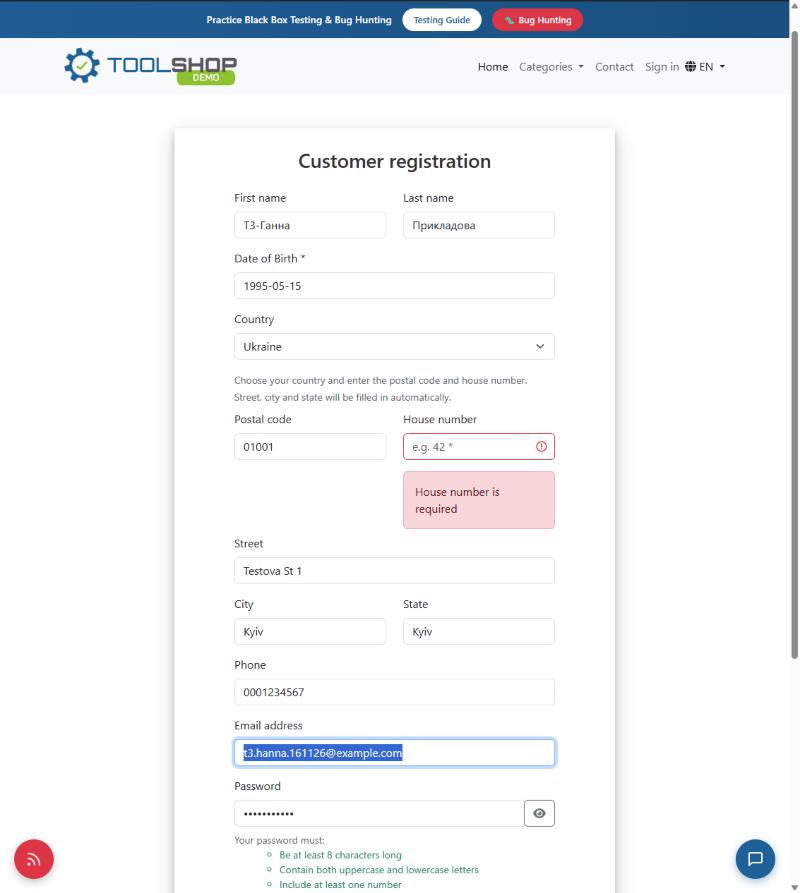 Practice Black Box Testing & Bug Hunting Testing Guide Bug Hunting
TOOLSHOP
DEMO
Home Categories Contact Sign in EN
Customer registration
First name Last name
ТЗ-Ганна Прикладова
Date of Birth *
1995-05-15
Country
Ukraine
Choose your country and enter the postal code and house number.
Street, city and state will be filled in automatically.
Postal code House number
01001 e.g. 42 *
House number is
required
Street
Testova St 1
City State
Kyiv Kyiv
Phone
0001234567
Email address
t3.hanna.161126@example.com
Password
•••••••••••
Your password must:
Be at least 8 characters long
Contain both uppercase and lowercase letters
Include at least one number